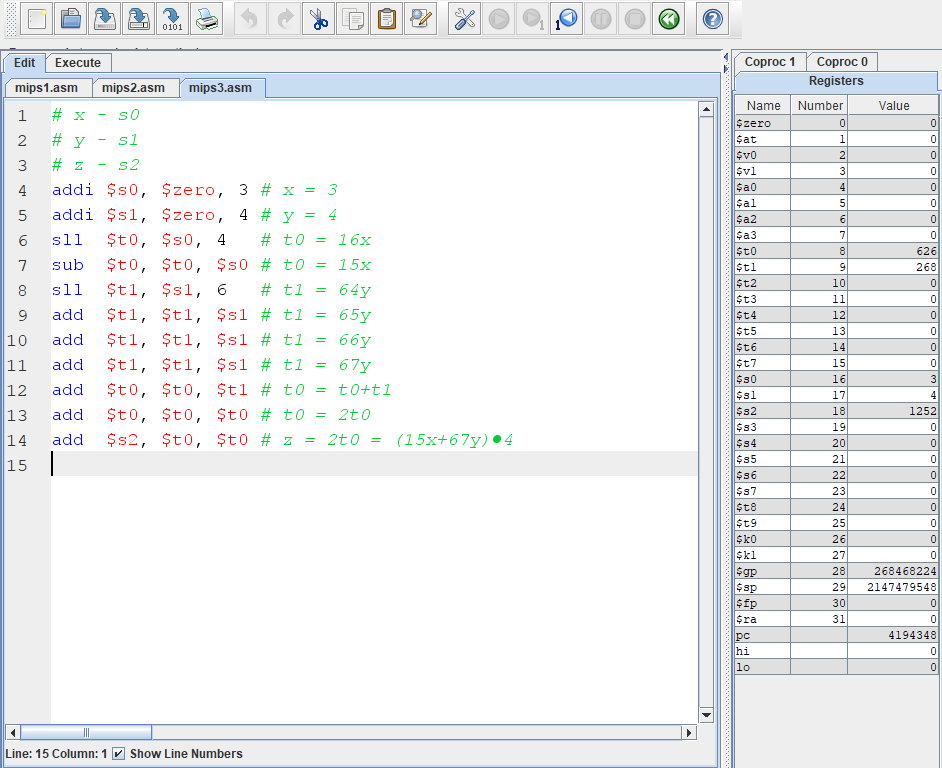 0101
1
1
Edit Execute
mips1.asm mips2.asm mips3.asm
1 # x - s0
2 # y - s1
3 # z - s2
4 addi $s0, $zero, 3 # x = 3
5 addi $s1, $zero, 4 # y = 4
6 sll $t0, $s0, 4 # t0 = 16x
7 sub $t0, $t0, $s0 # t0 = 15x
8 sll $t1, $s1, 6 # t1 = 64y
9 add $t1, $t1, $s1 # t1 = 65y
10 add $t1, $t1, $s1 # t1 = 66y
11 add $t1, $t1, $s1 # t1 = 67y
12 add $t0, $t0, $t1 # t0 = t0+t1
13 add $t0, $t0, $t0 # t0 = 2t0
14 add $s2, $t0, $t0 # z = 2t0 = (15x+67y)•4
15
Line: 15 Column: 1 Show Line Numbers
Coproc 1 Coproc 0
Registers
Name Number Value
$zero 0 0
$at 1 0
$v0 2 0
$v1 3 0
$a0 4 0
$a1 5 0
$a2 6 0
$a3 7 0
$t0 8 626
$t1 9 268
$t2 10 0
$t3 11 0
$t4 12 0
$t5 13 0
$t6 14 0
$t7 15 0
$s0 16 3
$s1 17 4
$s2 18 1252
$s3 19 0
$s4 20 0
$s5 21 0
$s6 22 0
$s7 23 0
$t8 24 0
$t9 25 0
$k0 26 0
$k1 27 0
$gp 28 268468224
$sp 29 2147479548
$fp 30 0
$ra 31 0
pc 4194348
hi 0
lo 0